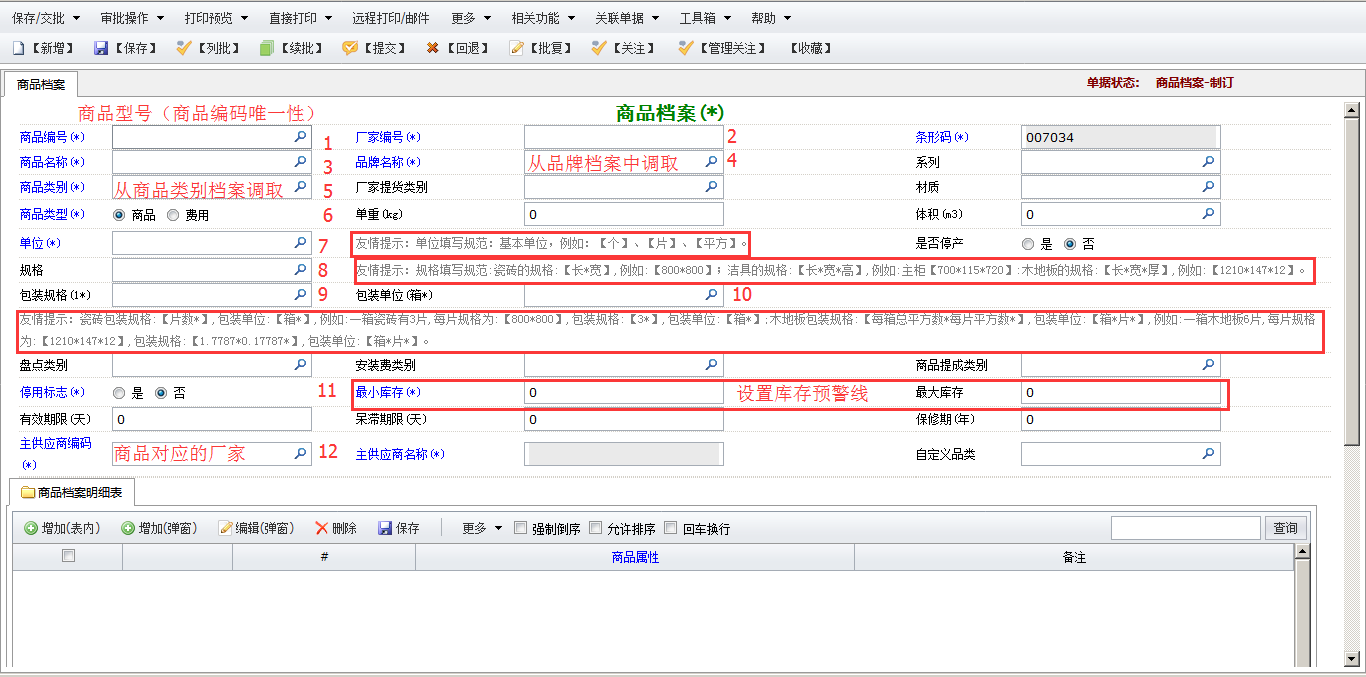 保存/交批 审批操作 打印预览 直接打印 远程打印/邮件 更多 相关功能 关联单据 工具箱 帮助
【新增】 【保存】 【列批】 【续批】 【提交】 【回退】 【批复】 【关注】 【管理关注】 【收藏】
商品档案 单据状态: 商品档案-制订
商品型号（商品编码唯一性） 商品档案(*)
商品编号(*) 1 厂家编号(*) 2 条形码(*) 007034
商品名称(*) 3 品牌名称(*) 从品牌档案中调取 4 系列
商品类别(*) 从商品类别档案调取 5 厂家提货类别 材质
商品类型(*) 商品 费用 6 单重(kg) 0 体积(m3) 0
单位(*) 7 友情提示: 单位填写规范: 基本单位, 例如: 【个】、【片】、【平方】。 是否停产 是 否
规格 8 友情提示: 规格填写规范:瓷砖的规格:【长*宽】,例如:【800*800】; 洁具的规格:【长*宽*高】,例如:主柜【700*115*720】:木地板的规格:【长*宽*厚】,例如:【1210*147*12】。
包装规格(1*) 9 包装单位(箱*) 10
友情提示: 瓷砖包装规格:【片数*】,包装单位:【箱*】,例如:一箱瓷砖有3片,每片规格为:【800*800】,包装规格:【3*】,包装单位:【箱*】:木地板包装规格:【每箱总平方数*每片平方数*】,包装单位:【箱*片*】,例如:一箱木地板6片,每片规格
为:【1210*147*12】,包装规格:【1.7787*0.17787*】,包装单位:【箱*片*】。
盘点类别 安装费类别 商品提成类别
停用标志(*) 是 否 11 最小库存(*) 0 设置库存预警线 最大库存 0
有效期限(天) 0 呆滞期限(天) 0 保修期(年) 0
主供应商编码
(*) 商品对应的厂家 12 主供应商名称(*) 自定义品类
商品档案明细表
增加(表内) 增加(弹窗) 编辑(弹窗) 删除 保存 更多 强制倒序 允许排序 回车换行 查询
# 商品属性 备注